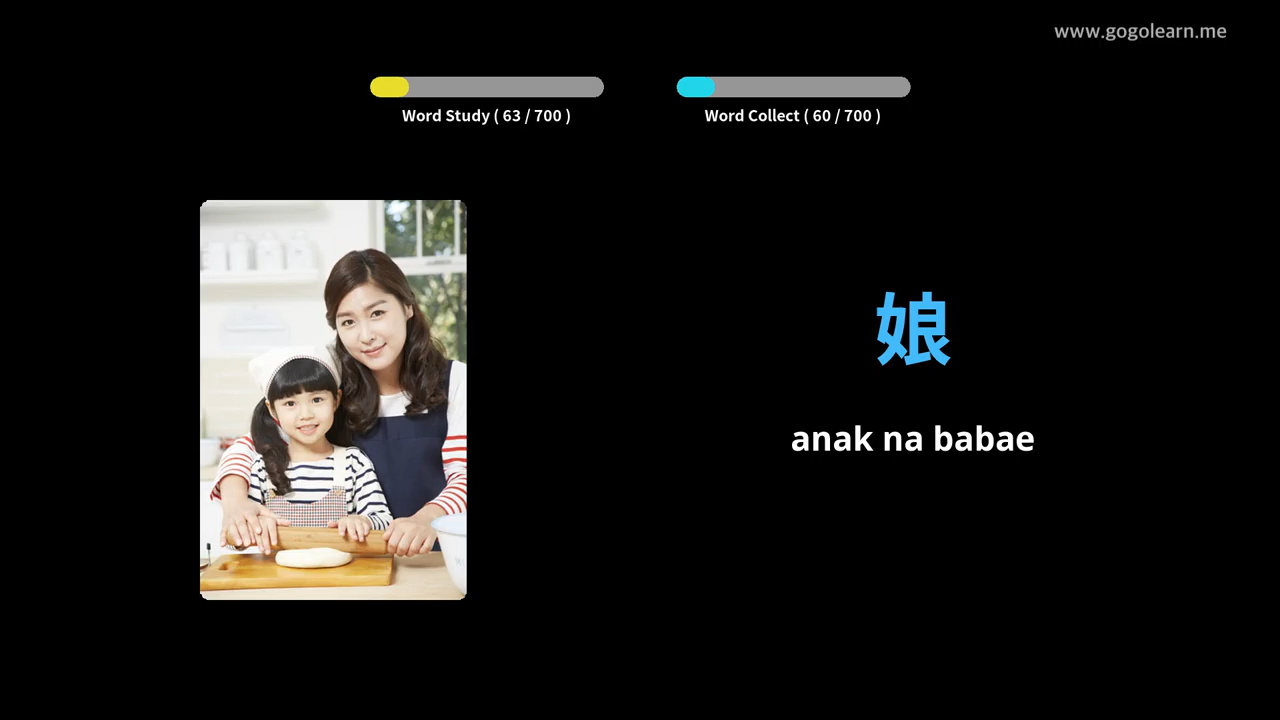 www.gogolearn.me
Word Study ( 63 / 700 )
Word Collect ( 60 / 700 )
娘
anak na babae